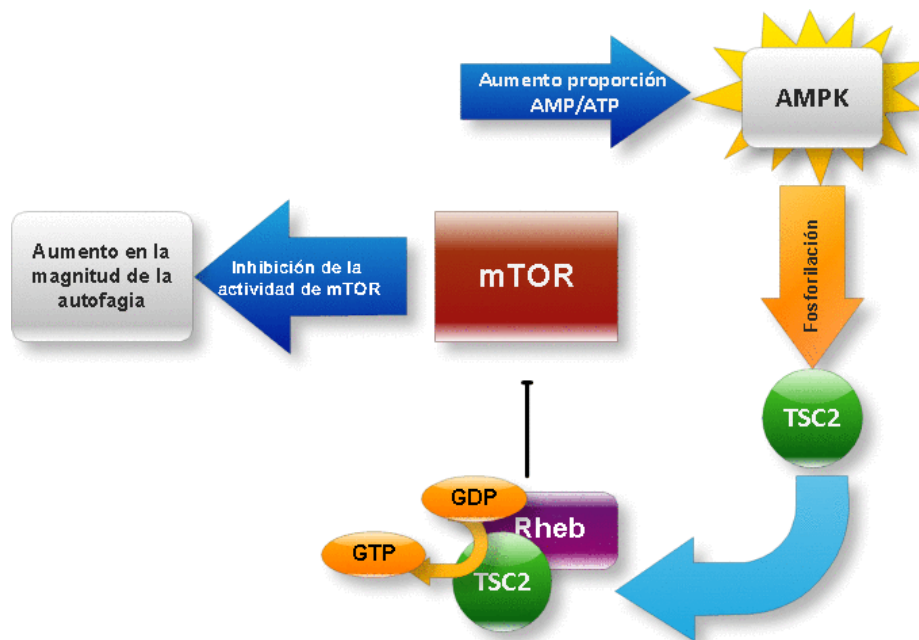 Aumento proporción
AMP/ATP
AMPK
Fosforilación
TSC2
Rheb
TSC2
GDP
GTP
mTOR
Inhibición de la
actividad de mTOR
Aumento en la
magnitud de la
autofagia